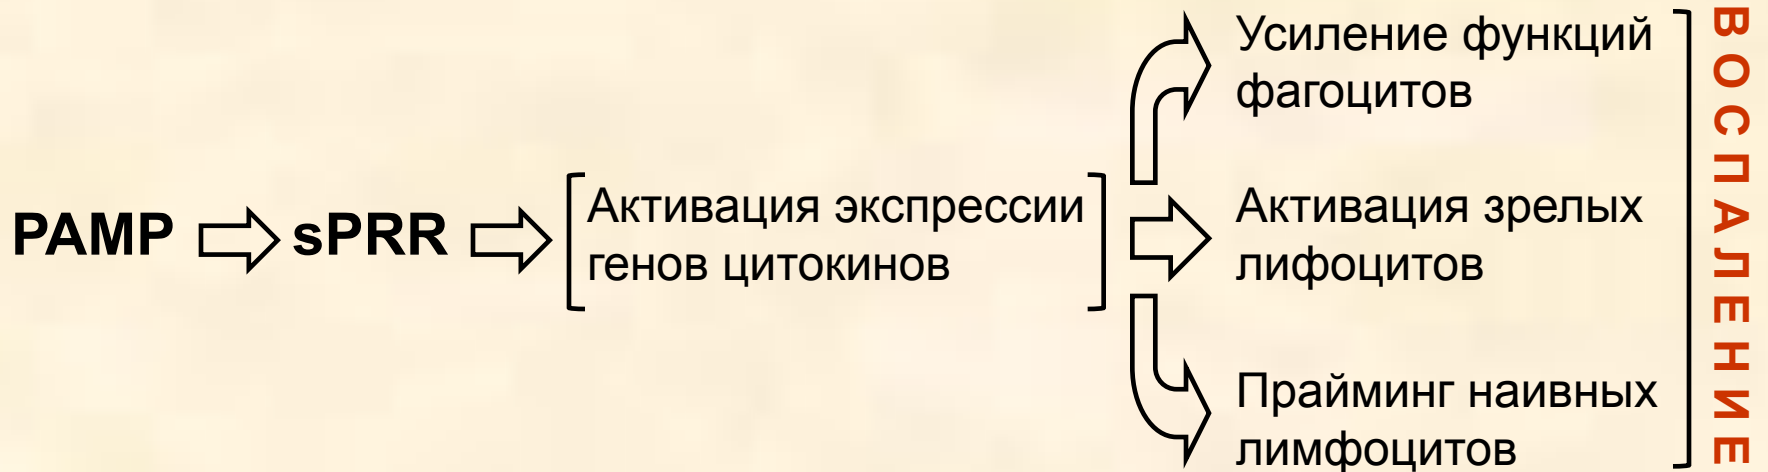 PAMP
sPRR
Активация экспрессии
генов цитокинов
Усиление функций
фагоцитов
Активация зрелых
лифоцитов
Прайминг наивных
лимфоцитов
ВОСПАЛЕНИЕ